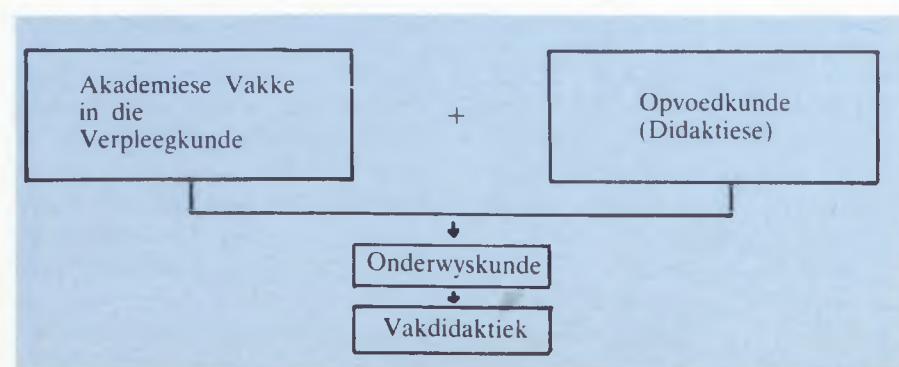 Akademiese Vakke
in die
Verpleegkunde
+
Opvoedkunde
(Didaktiese)
Onderwyskunde
Vakdidaktiek